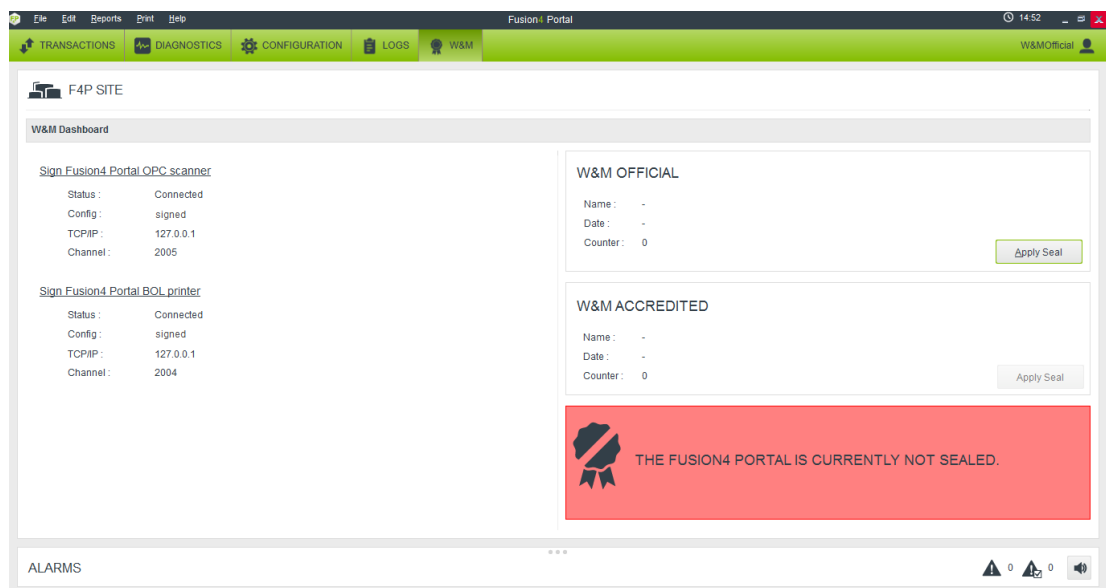 FP File Edit Reports Print Help Fusion4 Portal 14:52
TRANSACTIONS DIAGNOSTICS CONFIGURATION LOGS W&M W&MOfficial
F4P SITE
W&M Dashboard
Sign Fusion4 Portal OPC scanner
Status : Connected
Config : signed
TCP/IP : 127.0.0.1
Channel : 2005
Sign Fusion4 Portal BOL printer
Status : Connected
Config : signed
TCP/IP : 127.0.0.1
Channel : 2004
W&M OFFICIAL
Name : -
Date : -
Counter : 0
Apply Seal
W&M ACCREDITED
Name : -
Date : -
Counter : 0
Apply Seal
THE FUSION4 PORTAL IS CURRENTLY NOT SEALED.
ALARMS 0 0